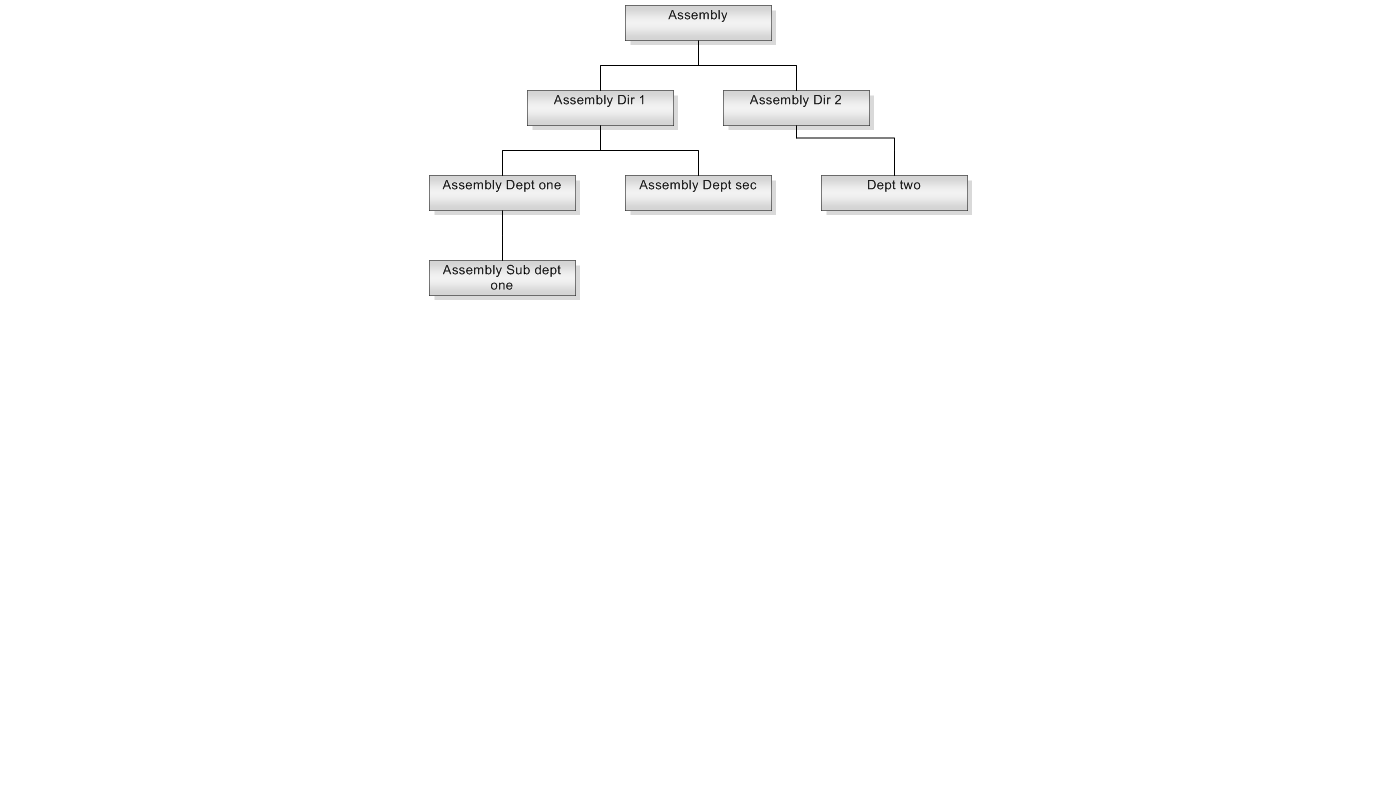 Assembly
Assembly Dir 1
Assembly Dir 2
Assembly Dept one
Assembly Dept sec
Dept two
Assembly Sub dept
one